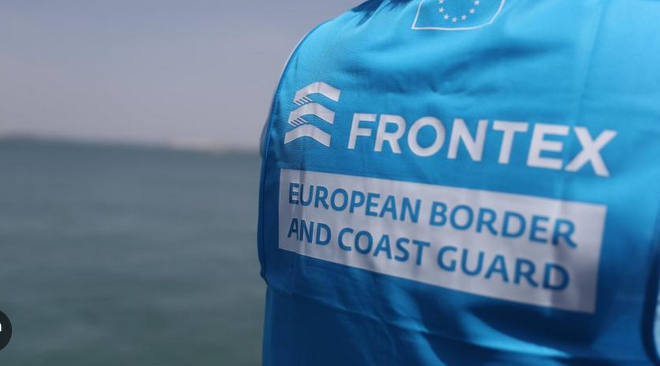 FRONTEX
EUROPEAN BORDER
AND COAST GUARD